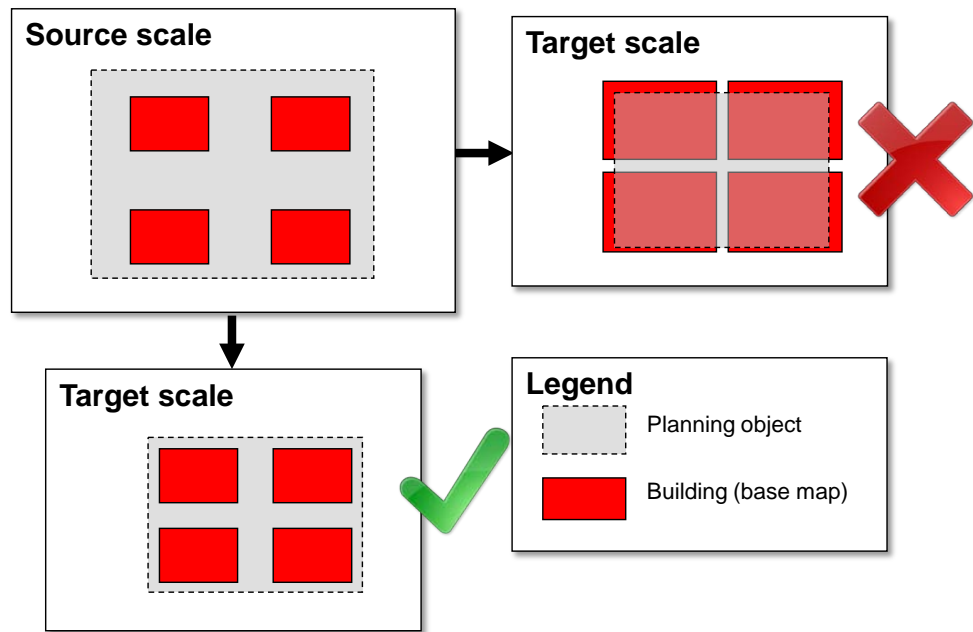 Source scale
Target scale
Target scale
Legend
Planning object
Building (base map)